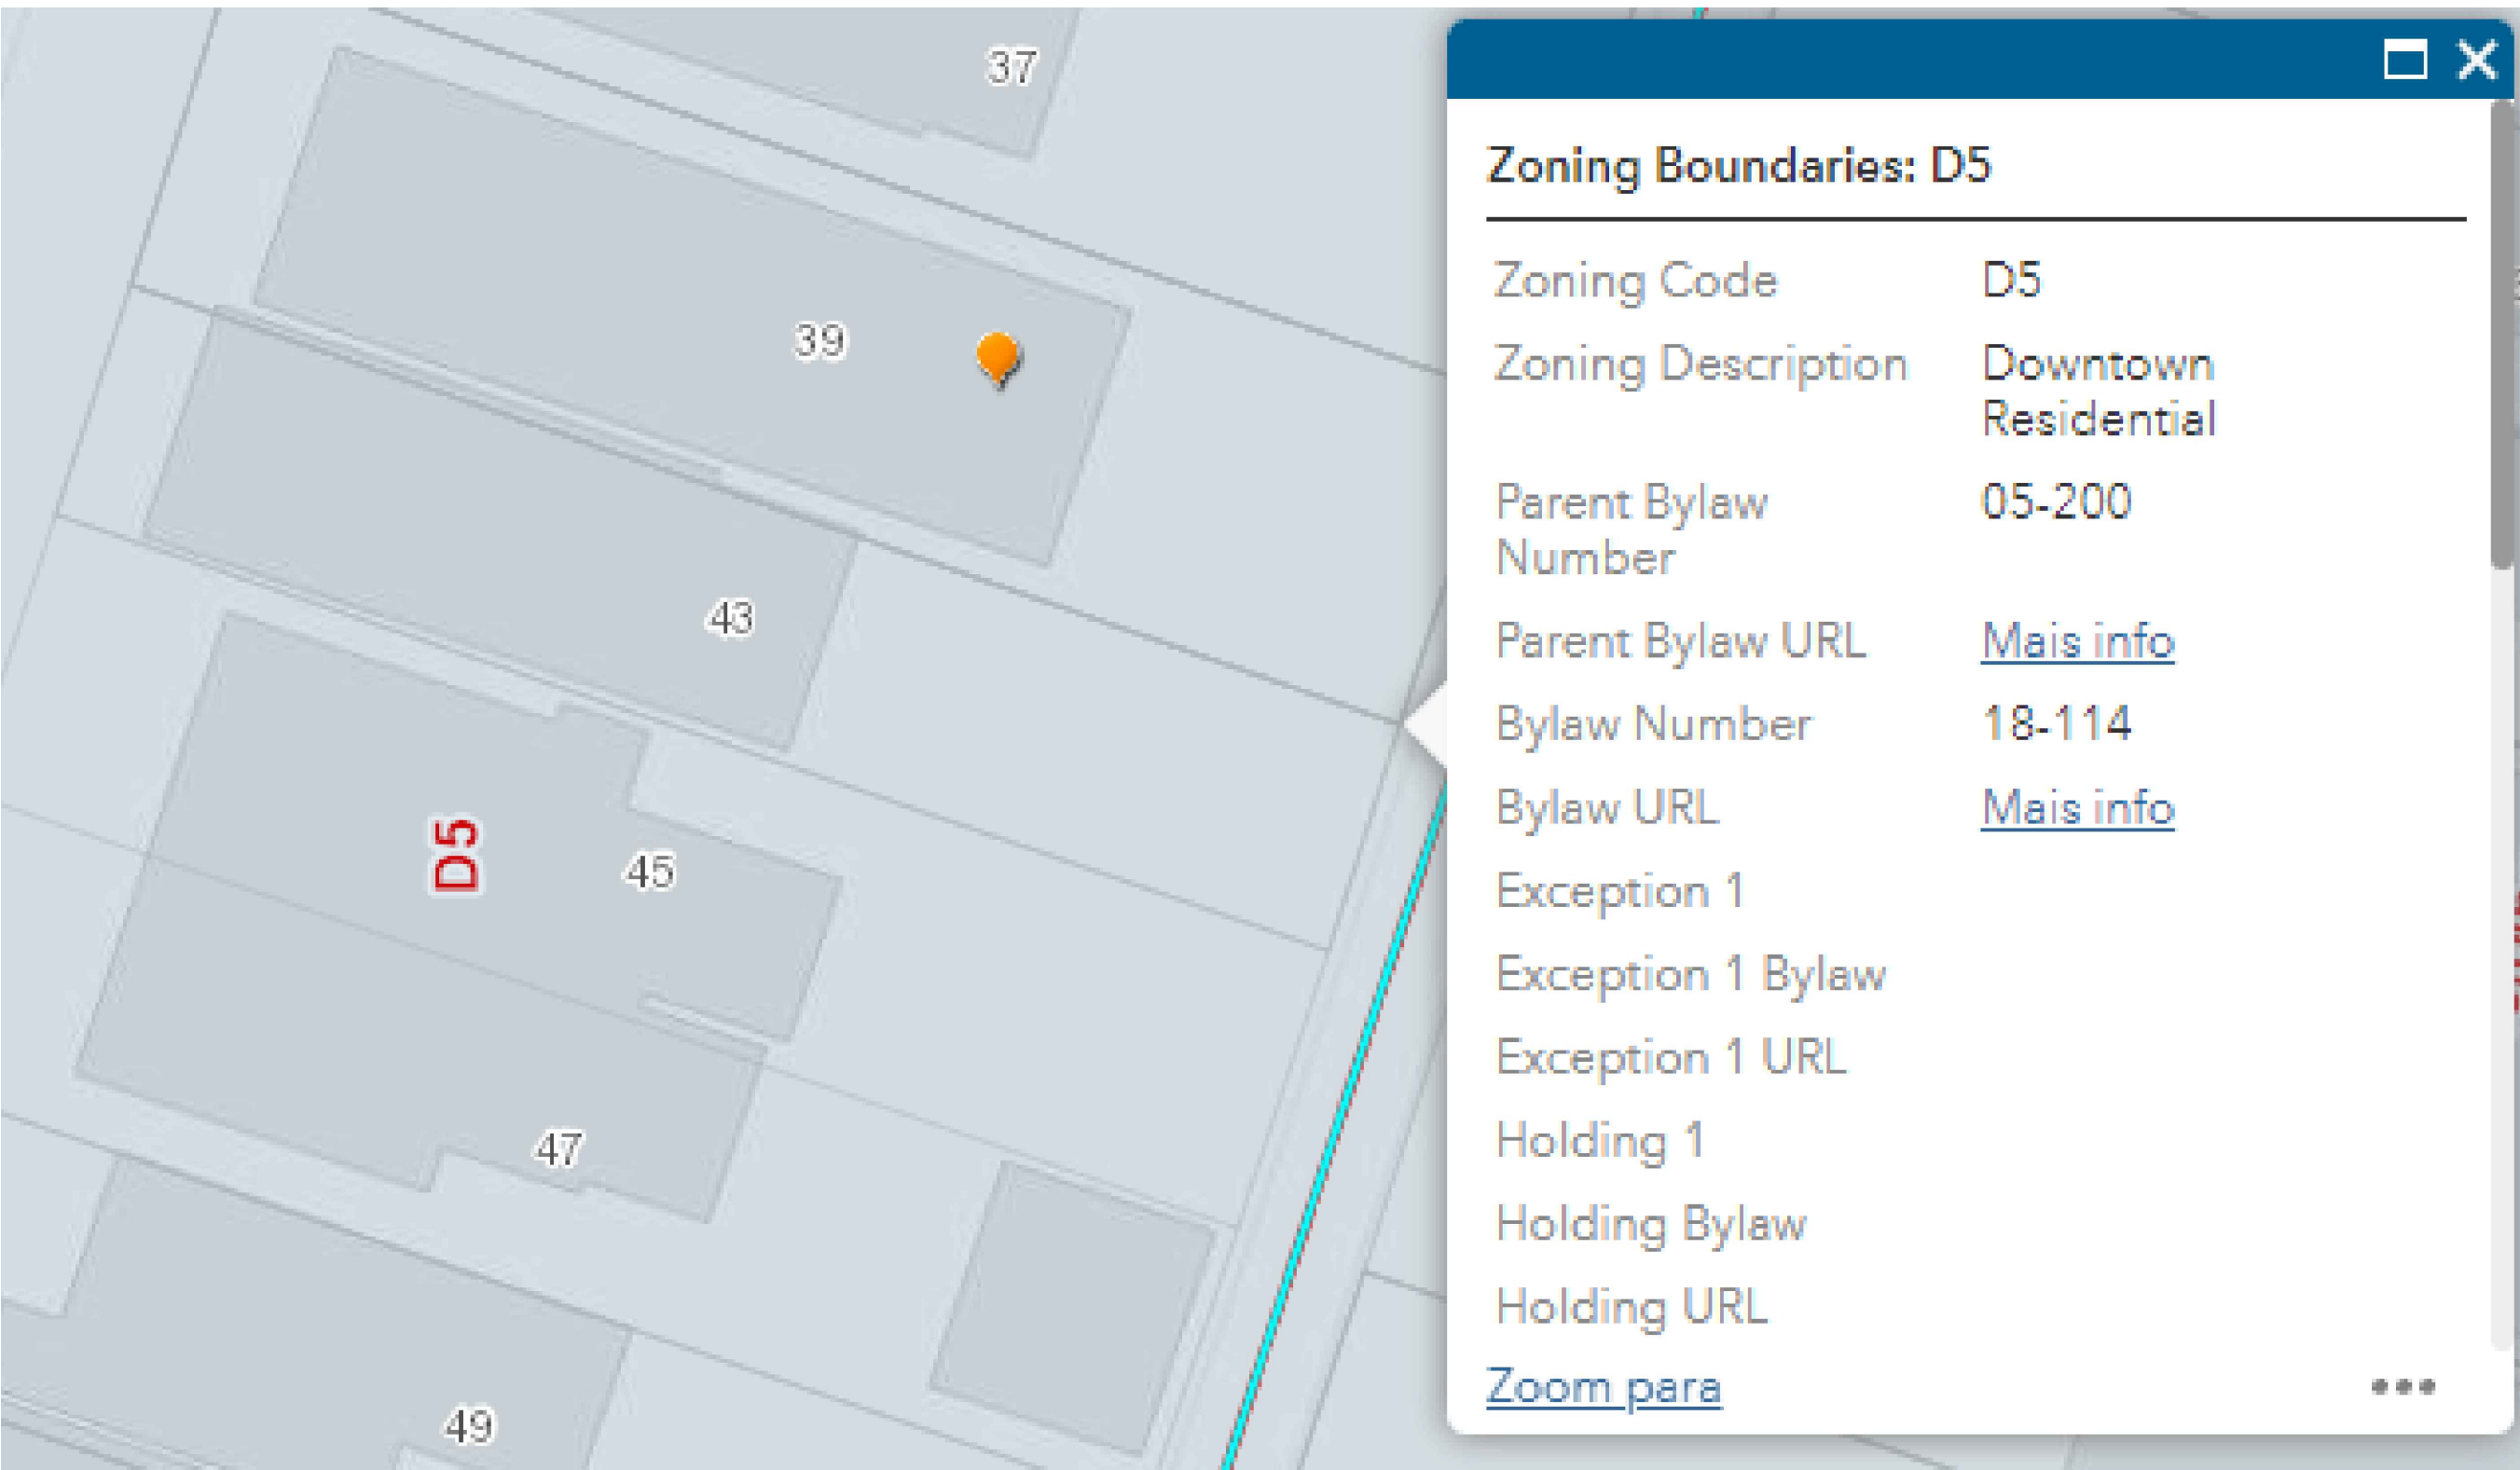 37
39
43
D5
45
47
49
Zoning Boundaries: D5
Zoning Code D5
Zoning Description Downtown
Residential
Parent Bylaw 05-200
Number
Parent Bylaw URL Mais info
Bylaw Number 18-114
Bylaw URL Mais info
Exception 1
Exception 1 Bylaw
Exception 1 URL
Holding 1
Holding Bylaw
Holding URL
Zoom para